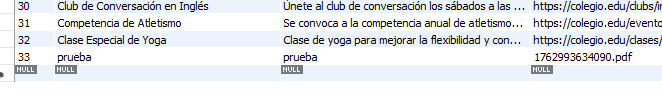 30 Club de Conversación en Inglés Únete al club de conversación los sábados a las ... https://colegio.edu/clubs/in
31 Competencia de Atletismo Se convoca a la competencia anual de atletismo... https://colegio.edu/evento
32 Clase Especial de Yoga Clase de yoga para mejorar la flexibilidad y con... https://colegio.edu/clases/
33 prueba prueba 1762993634090.pdf
NULL NULL NULL NULL